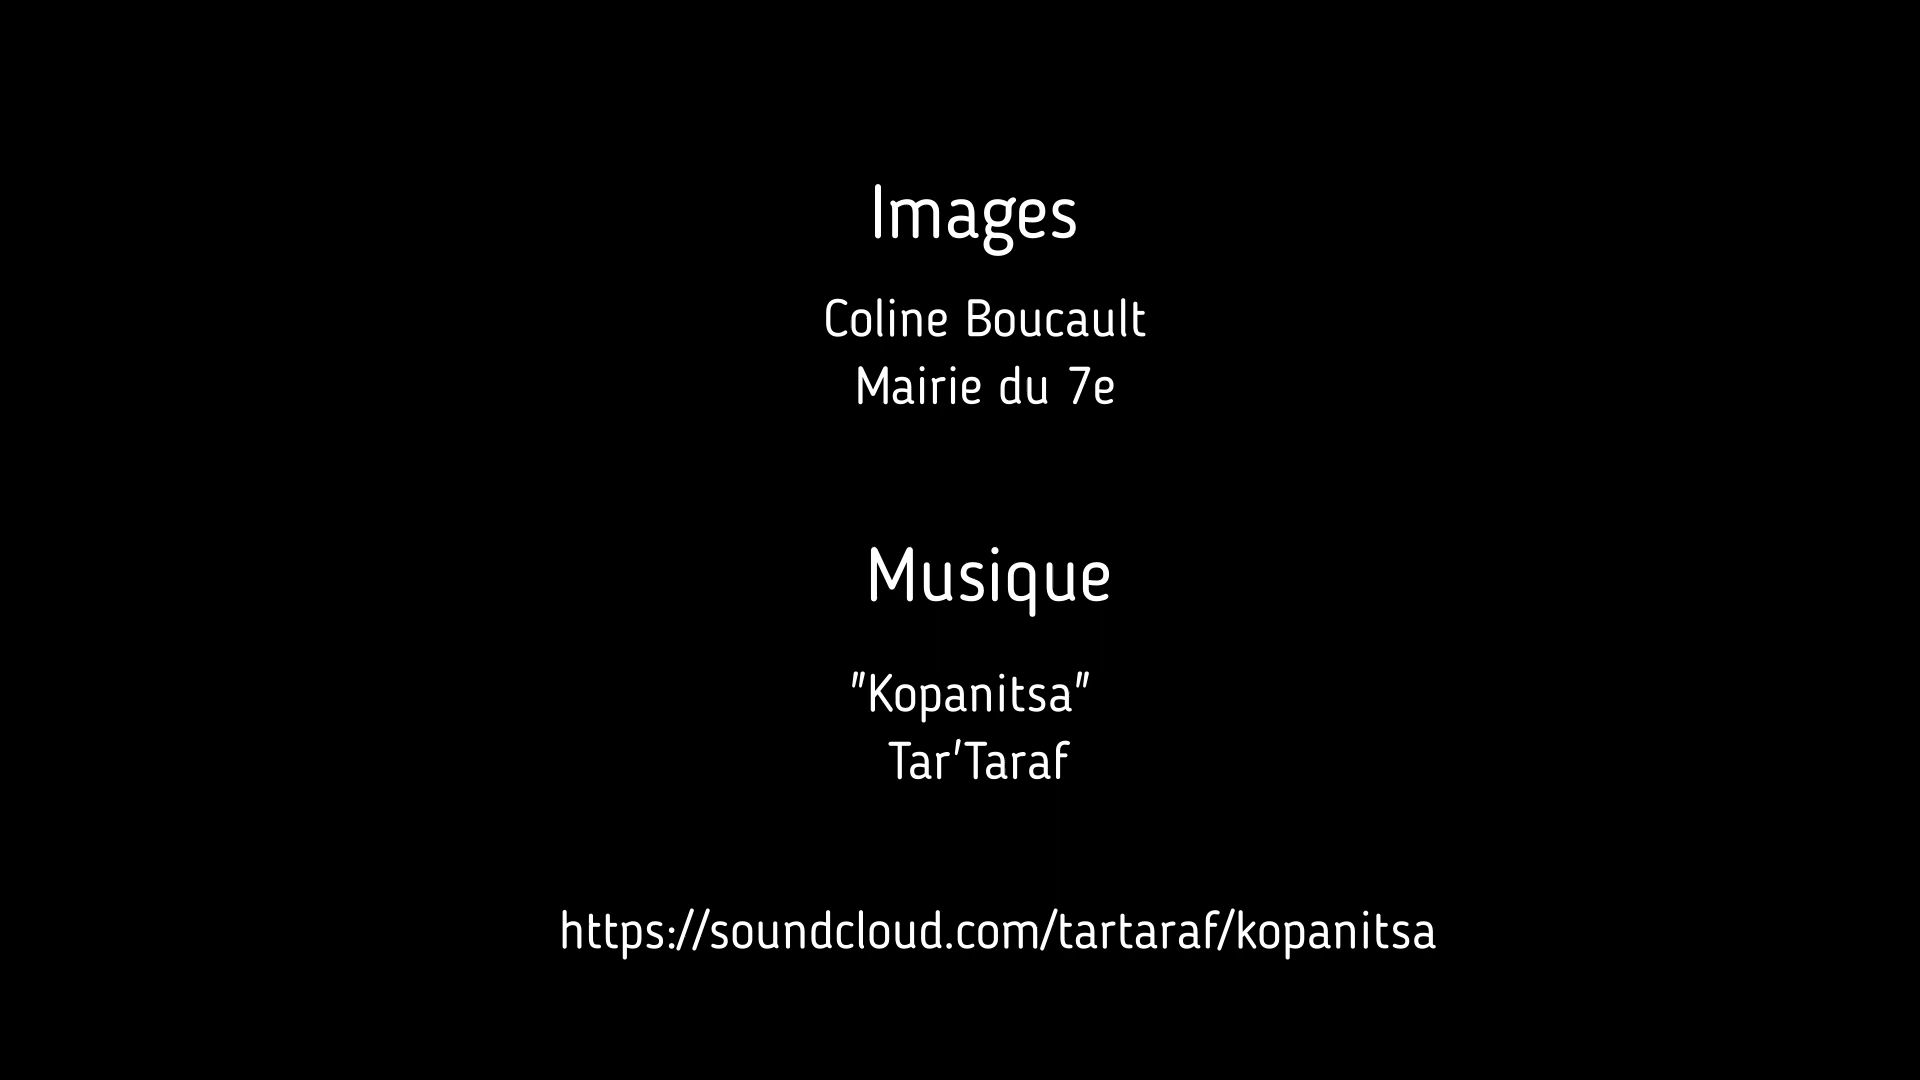 Images
Coline Boucault
Mairie du 7e
Musique
"Kopanitsa"
Tar'Taraf
https://soundcloud.com/tartaraf/kopanitsa